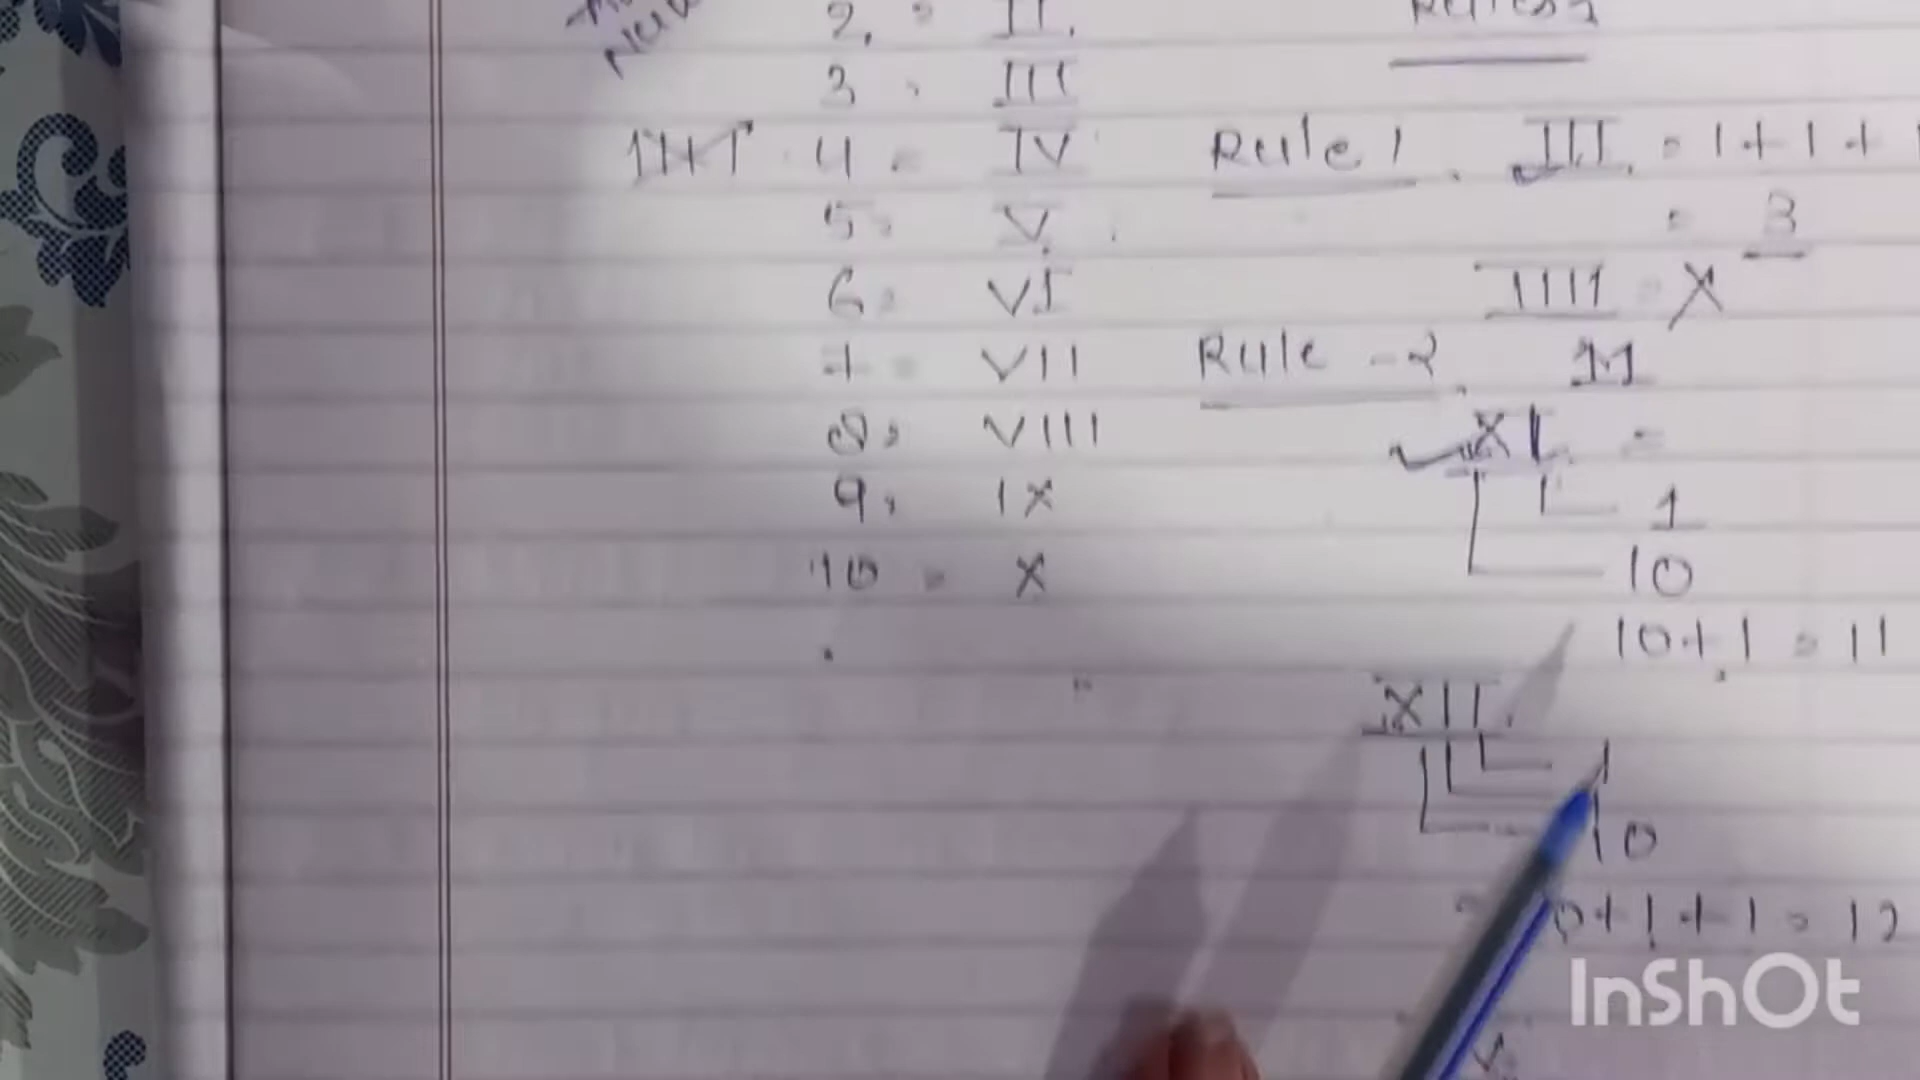 2. = II.
Rules
3 = III
IIII 4 = IV
Rule 1. III = 1 + 1 + 1
5 = V
= 3
6 = VI
IIII = X
7 = VII
Rule - 2. 11
8 = VIII
XI =
9 = IX
1
10 = X
10
10 + 1 = 11
XII.
1
10
= 10 + 1 + 1 = 12
InShOt